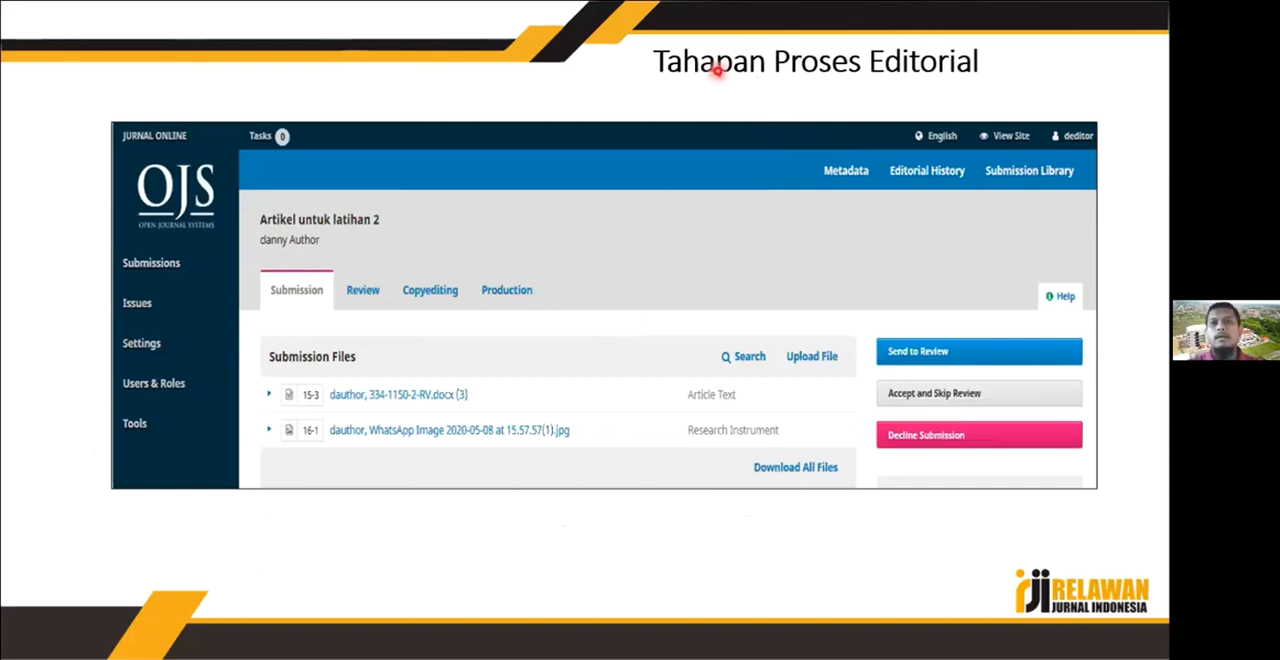 Tahapan Proses Editorial
JURNAL ONLINE
Tasks 0
English
View Site
deditor
OJS
OPEN JOURNAL SYSTEMS
Metadata
Editorial History
Submission Library
Artikel untuk latihan 2
danny Author
Submissions
Issues
Settings
Users & Roles
Tools
Submission
Review
Copyediting
Production
Help
Submission Files
Search
Upload File
15-3 dauthor, 334-1150-2-RV.docx (3) Article Text
16-1 dauthor, WhatsApp Image 2020-05-08 at 15.57.57(1).jpg Research Instrument
Download All Files
Send to Review
Accept and Skip Review
Decline Submission
rji RELAWAN
JURNAL INDONESIA